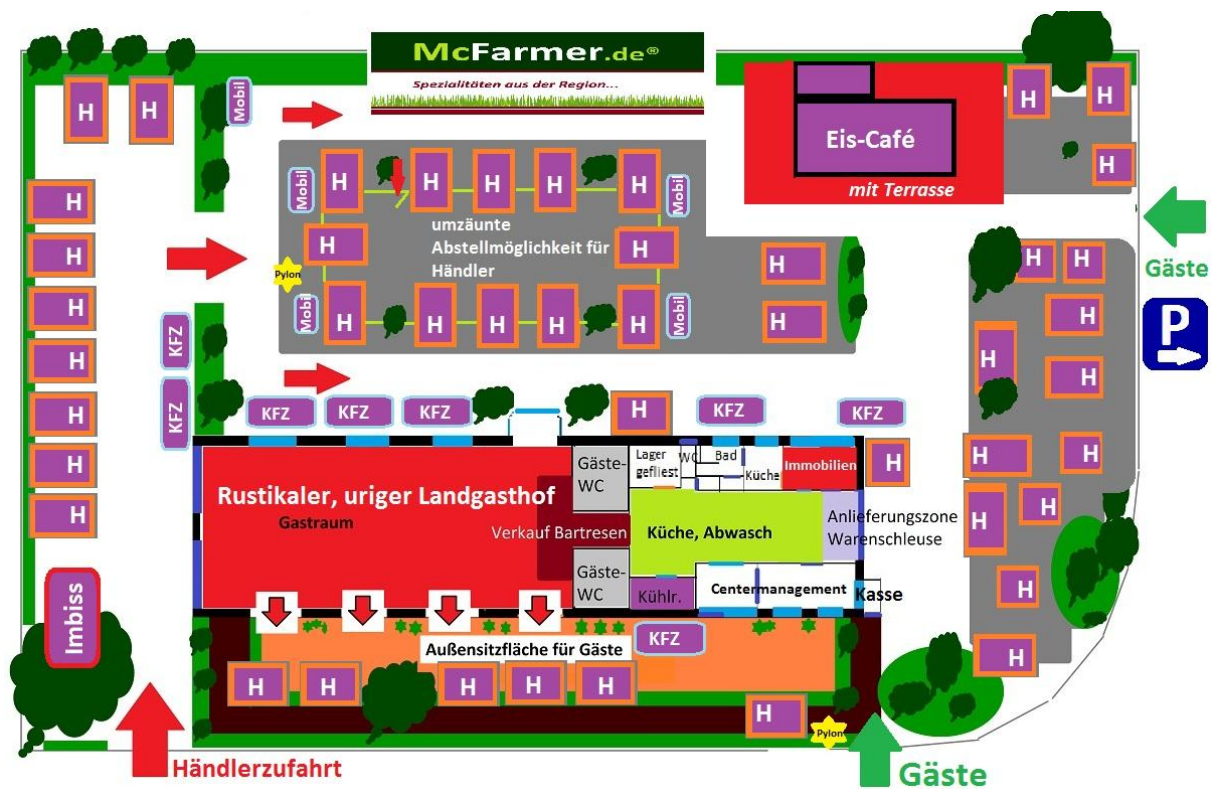 McFarmer.de®
Spezialitäten aus der Region...
H
H
Mobil
H
H
H
Eis-Café
mit Terrasse
H
H
H
H
H
H
H
H
H
H
H
Mobil
Mobil
Mobil
Mobil
umzäunte
Abstellmöglichkeit für
Händler
H
H
Pylon
H
H
H
H
H
H
H
H
H
H
H
H
KFZ
KFZ
Gäste
P
H
H
H
H
H
H
H
H
H
H
H
KFZ
KFZ
KFZ
H
KFZ
KFZ
H
Rustikaler, uriger Landgasthof
Gastraum
Verkauf Bartresen
Gäste-
WC
Gäste-
WC
Lager
gefliest
WC
Bad
Küche
Immobilien
Küche, Abwasch
Anlieferungszone
Warenschleuse
Kühlr.
Centermanagement
Kasse
Imbiss
Außensitzfläche für Gäste
KFZ
H
H
H
H
H
H
Pylon
Händlerzufahrt
Gäste